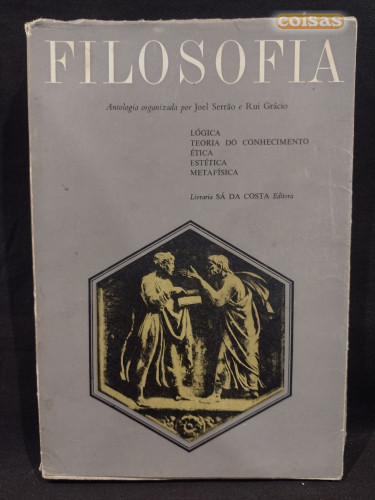 coisas
FILOSOFIA
Antologia organizada por Joel Serrão e Rui Grácio
LÓGICA
TEORIA DO CONHECIMENTO
ÉTICA
ESTÉTICA
METAFÍSICA
Livraria SÁ DA COSTA Editora